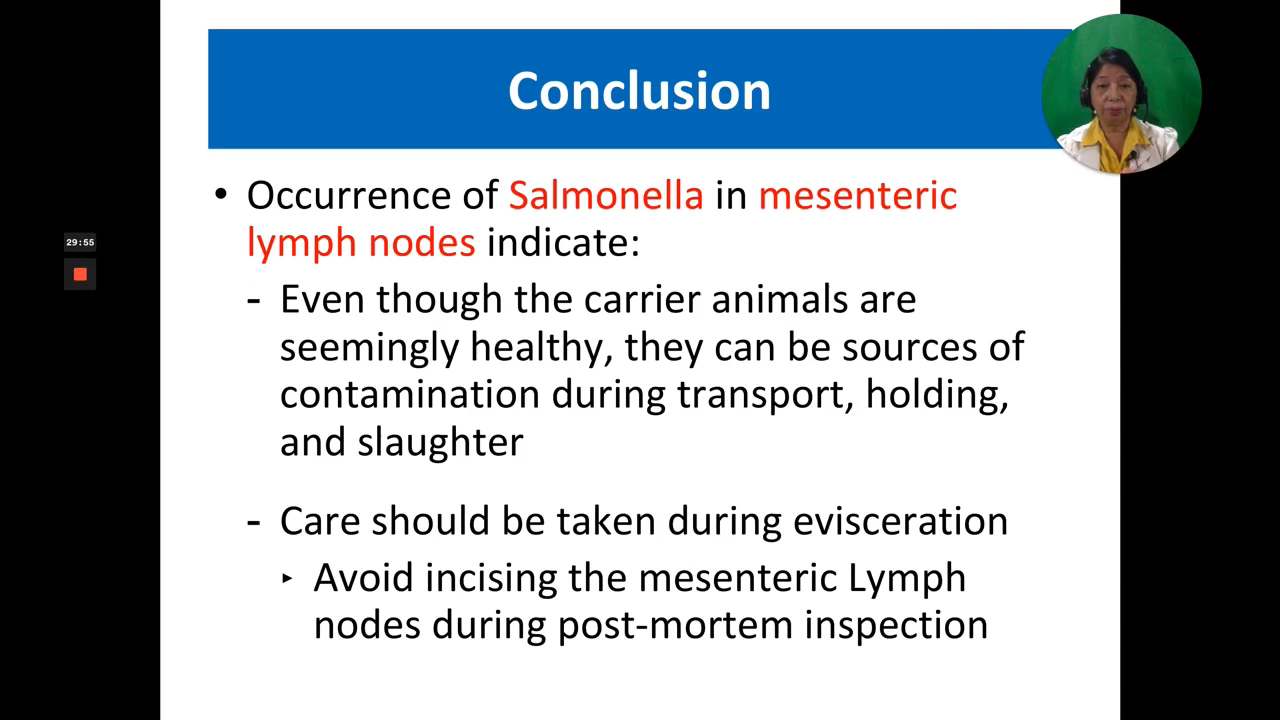 Conclusion
• Occurrence of Salmonella in mesenteric
lymph nodes indicate:
29:55
- Even though the carrier animals are
seemingly healthy, they can be sources of
contamination during transport, holding,
and slaughter
- Care should be taken during evisceration
‣ Avoid incising the mesenteric Lymph
nodes during post-mortem inspection